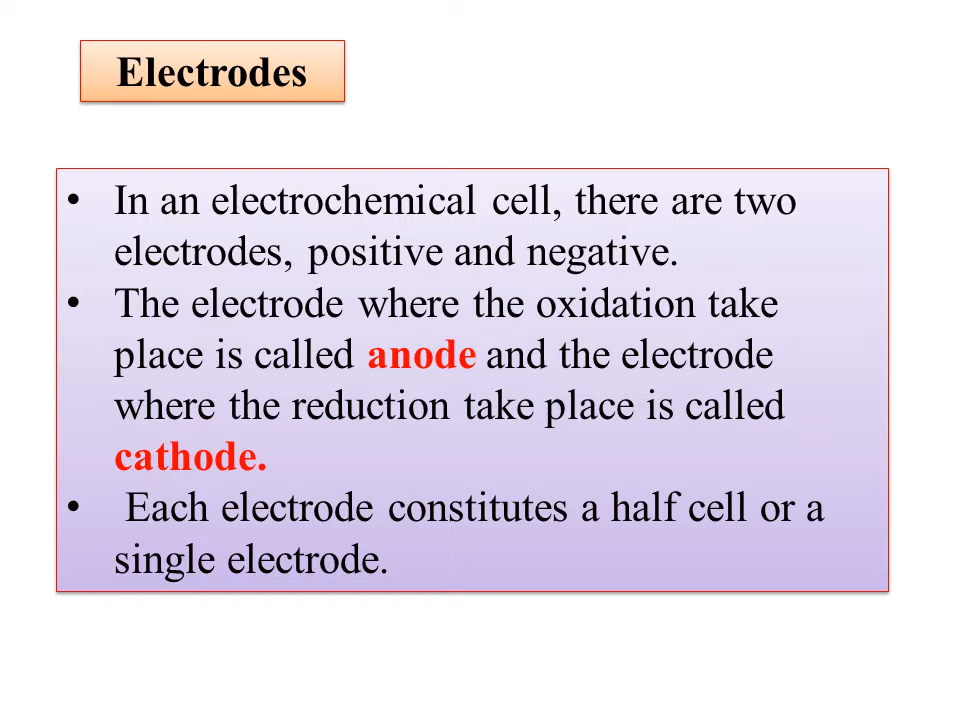 Electrodes
• In an electrochemical cell, there are two
electrodes, positive and negative.
• The electrode where the oxidation take
place is called anode and the electrode
where the reduction take place is called
cathode.
• Each electrode constitutes a half cell or a
single electrode.